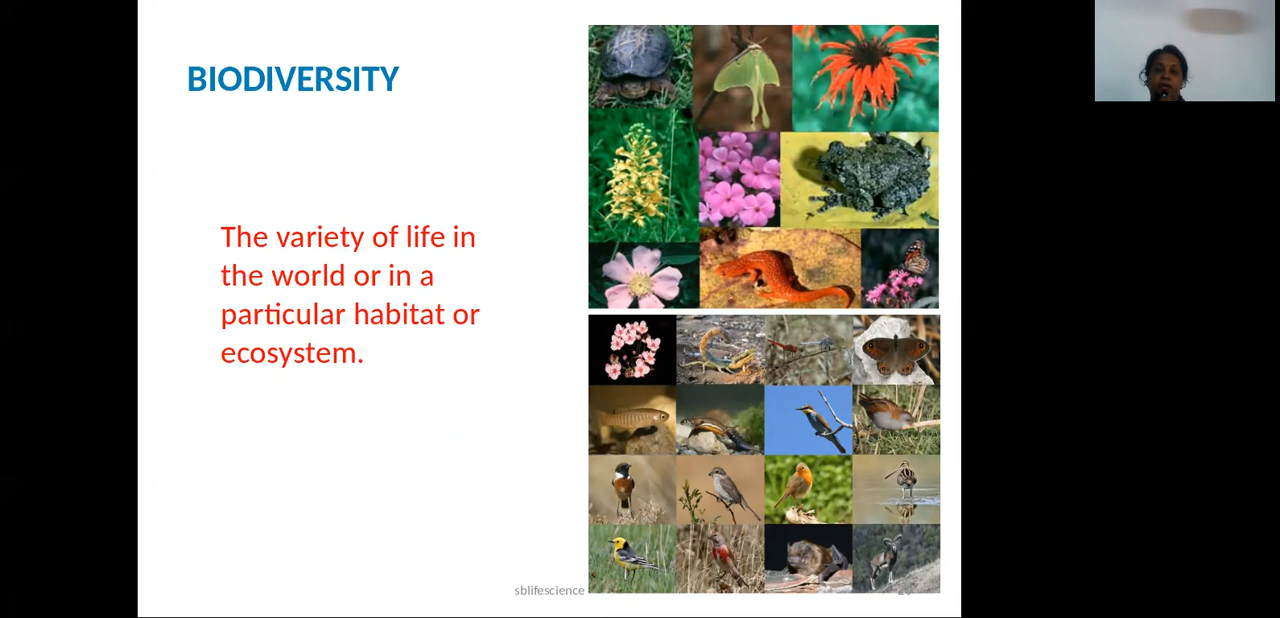 BIODIVERSITY
The variety of life in
the world or in a
particular habitat or
ecosystem.
sblifescience